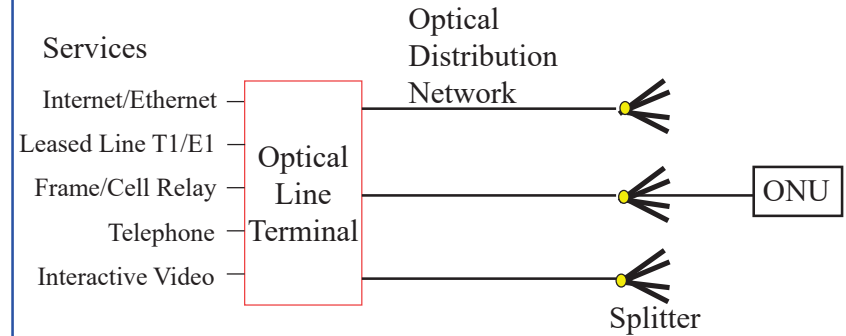 Services
Internet/Ethernet
Leased Line T1/E1
Frame/Cell Relay
Telephone
Interactive Video
Optical
Line
Terminal
Optical
Distribution
Network
ONU
Splitter